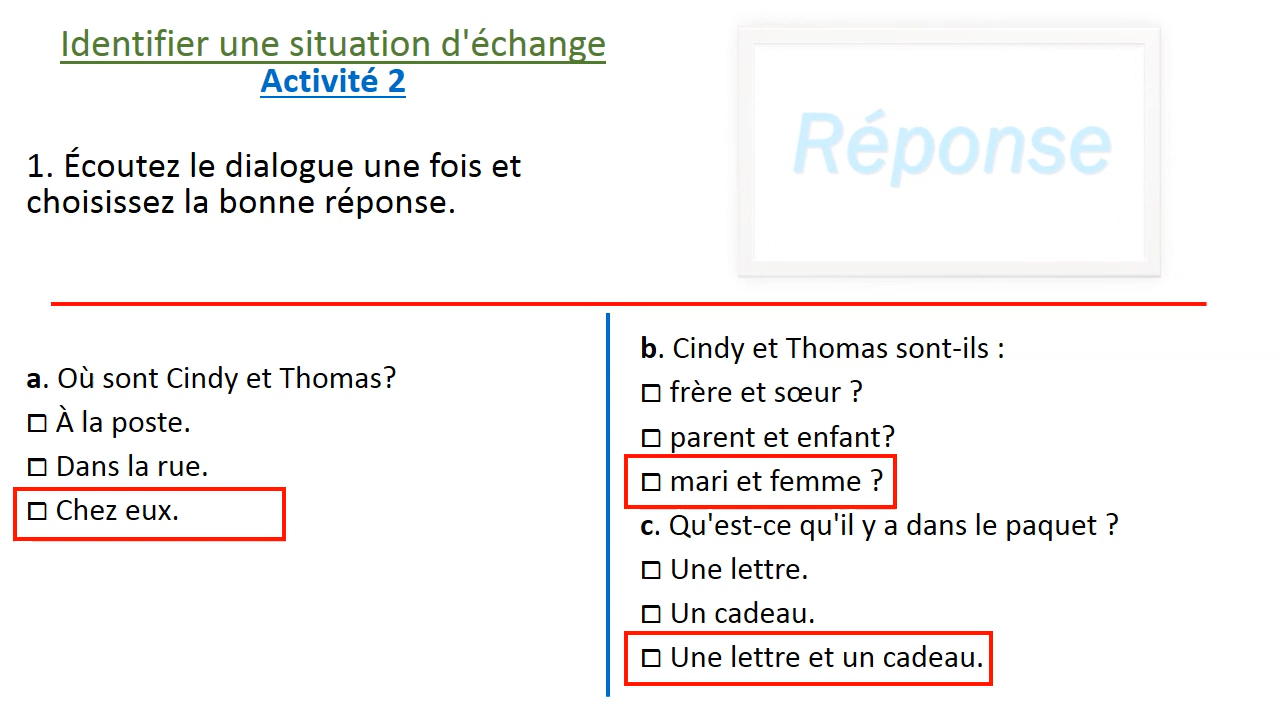 Identifier une situation d'échange
Activité 2
Réponse
1. Écoutez le dialogue une fois et
choisissez la bonne réponse.
a. Où sont Cindy et Thomas?
□ À la poste.
□ Dans la rue.
□ Chez eux.
b. Cindy et Thomas sont-ils :
□ frère et sœur ?
□ parent et enfant?
□ mari et femme ?
c. Qu'est-ce qu'il y a dans le paquet ?
□ Une lettre.
□ Un cadeau.
□ Une lettre et un cadeau.